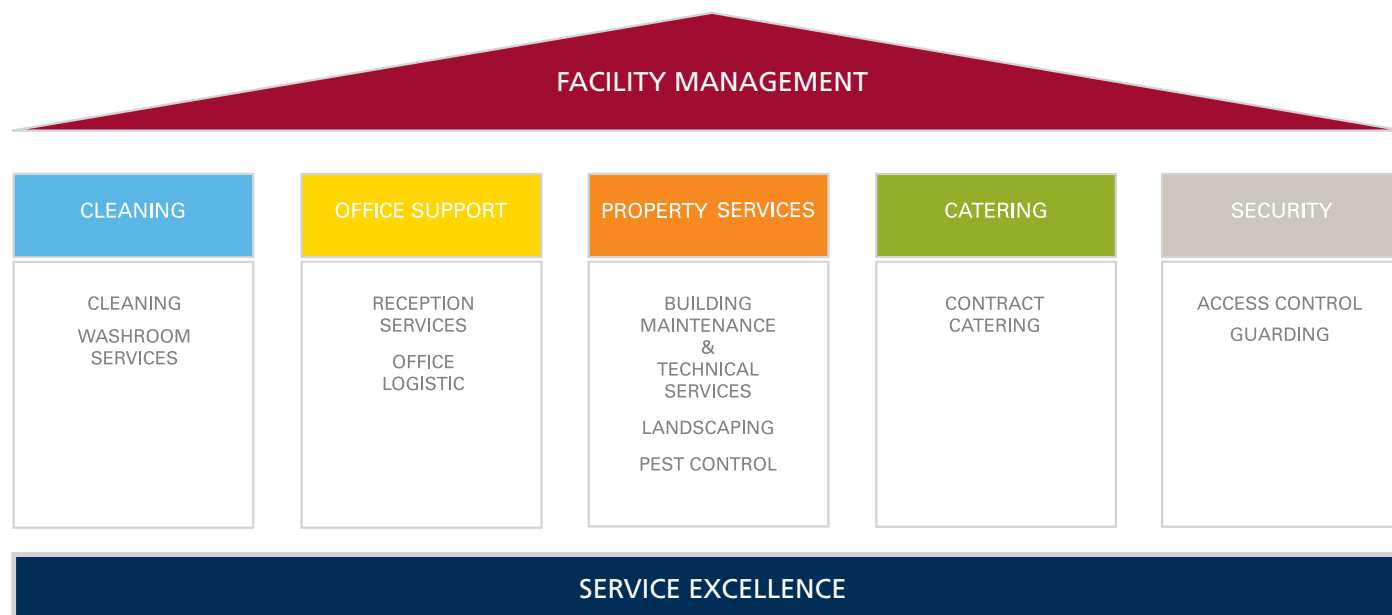 FACILITY MANAGEMENT
CLEANING
OFFICE SUPPORT
PROPERTY SERVICES
CATERING
SECURITY
CLEANING
WASHROOM
SERVICES
RECEPTION
SERVICES
OFFICE
LOGISTIC
BUILDING
MAINTENANCE
&
TECHNICAL
SERVICES
LANDSCAPING
PEST CONTROL
CONTRACT
CATERING
ACCESS CONTROL
GUARDING
SERVICE EXCELLENCE